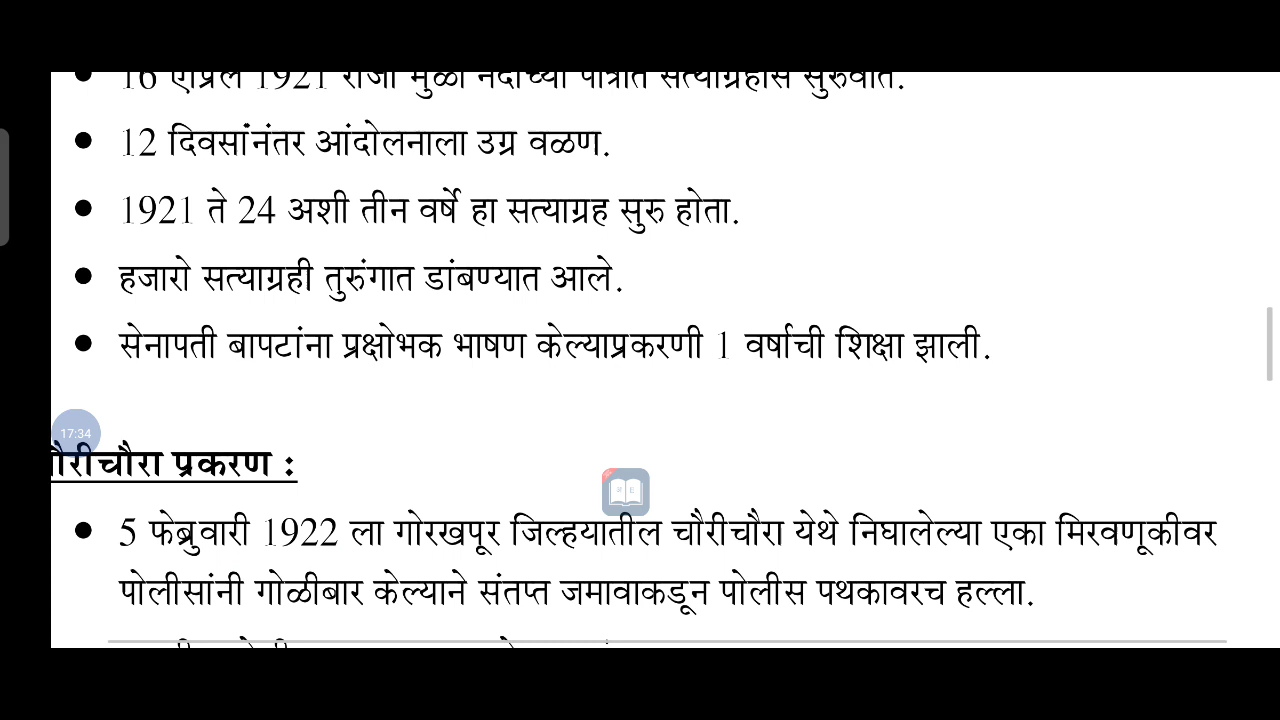 16 एप्रिल 1921 रोजी मुळा नदीच्या पात्रात सत्याग्रहास सुरुवात.
12 दिवसांनंतर आंदोलनाला उग्र वळण.
1921 ते 24 अशी तीन वर्षे हा सत्याग्रह सुरु होता.
हजारो सत्याग्रही तुरुंगात डांबण्यात आले.
सेनापती बापटांना प्रक्षोभक भाषण केल्याप्रकरणी 1 वर्षाची शिक्षा झाली.
17:34
चौरीचौरा प्रकरण :
5 फेब्रुवारी 1922 ला गोरखपूर जिल्हयातील चौरीचौरा येथे निघालेल्या एका मिरवणूकीवर
पोलीसांनी गोळीबार केल्याने संतप्त जमावाकडून पोलीस पथकावरच हल्ला.